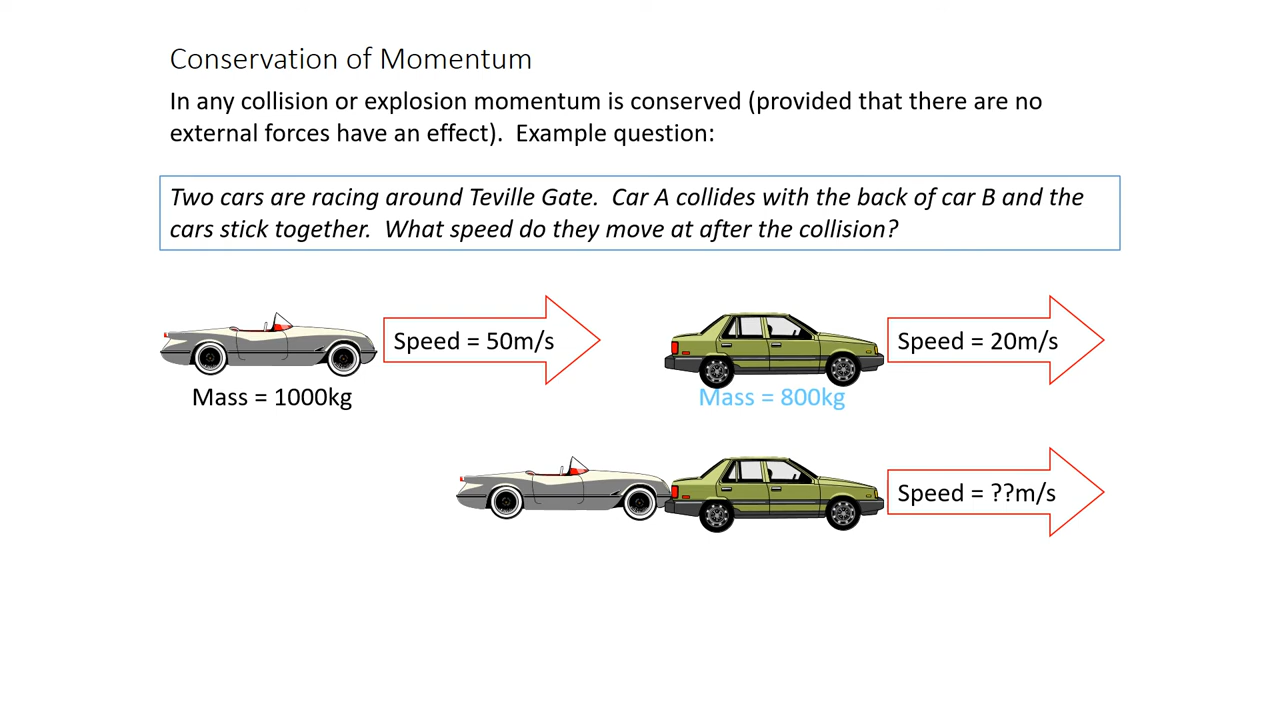 Conservation of Momentum
In any collision or explosion momentum is conserved (provided that there are no
external forces have an effect).  Example question:
Two cars are racing around Teville Gate.  Car A collides with the back of car B and the
cars stick together.  What speed do they move at after the collision?
Speed = 50m/s
Speed = 20m/s
Mass = 1000kg
Mass = 800kg
Speed = ??m/s